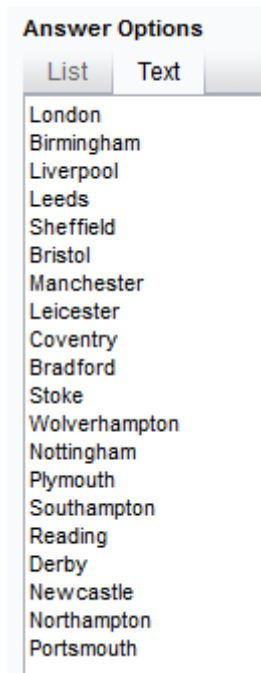 Answer Options
List Text
London
Birmingham
Liverpool
Leeds
Sheffield
Bristol
Manchester
Leicester
Coventry
Bradford
Stoke
Wolverhampton
Nottingham
Plymouth
Southampton
Reading
Derby
Newcastle
Northampton
Portsmouth